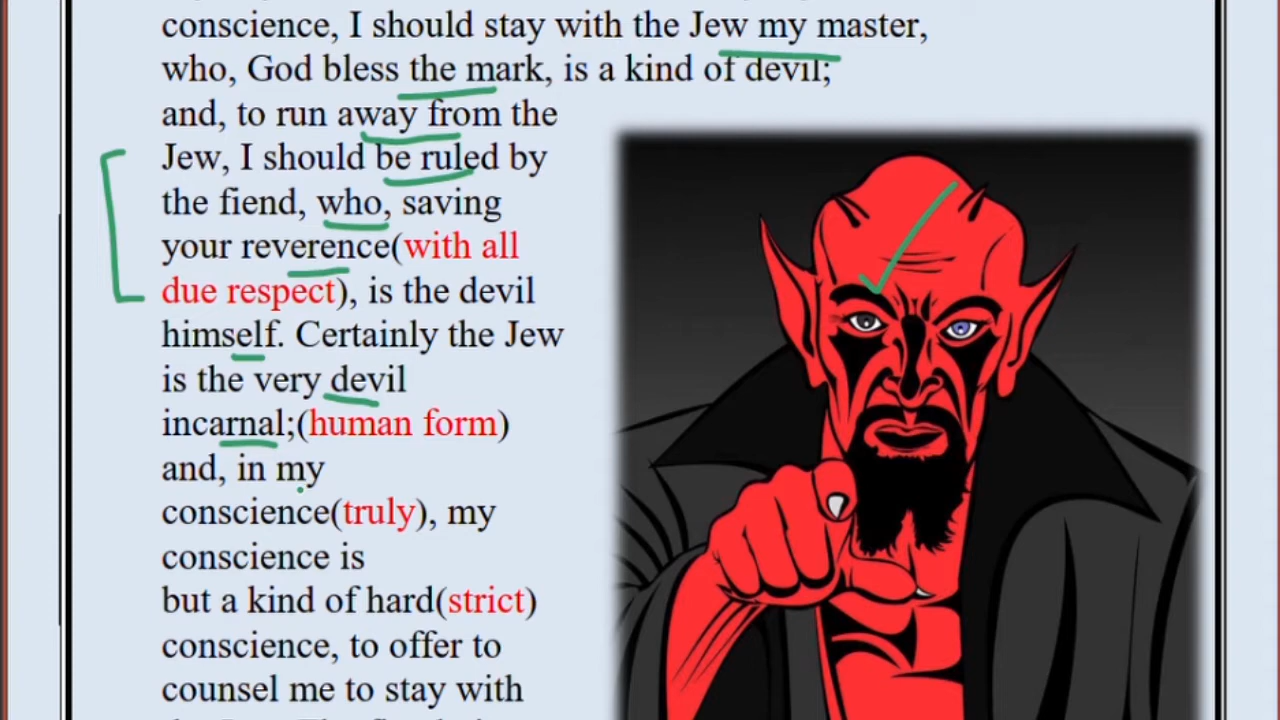 conscience, I should stay with the Jew my master,
who, God bless the mark, is a kind of devil;
and, to run away from the
Jew, I should be ruled by
the fiend, who, saving
your reverence(with all
due respect), is the devil
himself. Certainly the Jew
is the very devil
incarnal;(human form)
and, in my
conscience(truly), my
conscience is
but a kind of hard(strict)
conscience, to offer to
counsel me to stay with